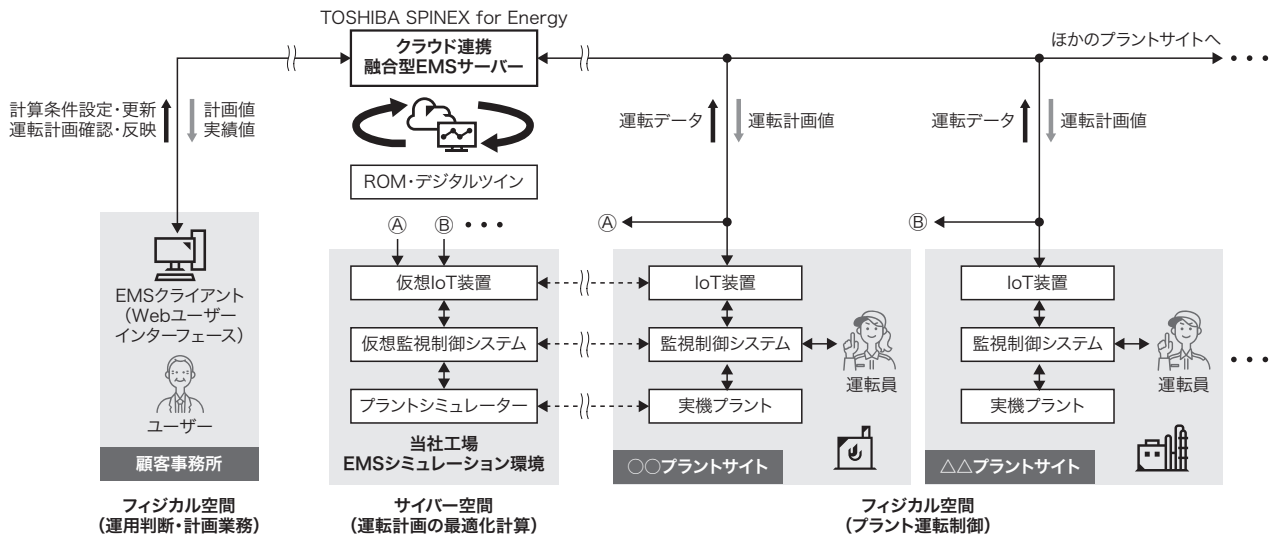 TOSHIBA SPINEX for Energy
クラウド連携
融合型EMSサーバー
ほかのプラントサイトへ
計算条件設定・更新
運転計画確認・反映
計画値
実績値
運転データ
運転計画値
運転データ
運転計画値
ROM・デジタルツイン
Ⓐ
Ⓑ
Ⓐ
Ⓑ
EMSクライアント
（Webユーザー
インターフェース）
ユーザー
顧客事務所
フィジカル空間
（運用判断・計画業務）
仮想IoT装置
仮想監視制御システム
プラントシミュレーター
当社工場
EMSシミュレーション環境
サイバー空間
（運転計画の最適化計算）
IoT装置
監視制御システム
実機プラント
運転員
○○プラントサイト
IoT装置
監視制御システム
実機プラント
運転員
△△プラントサイト
フィジカル空間
（プラント運転制御）